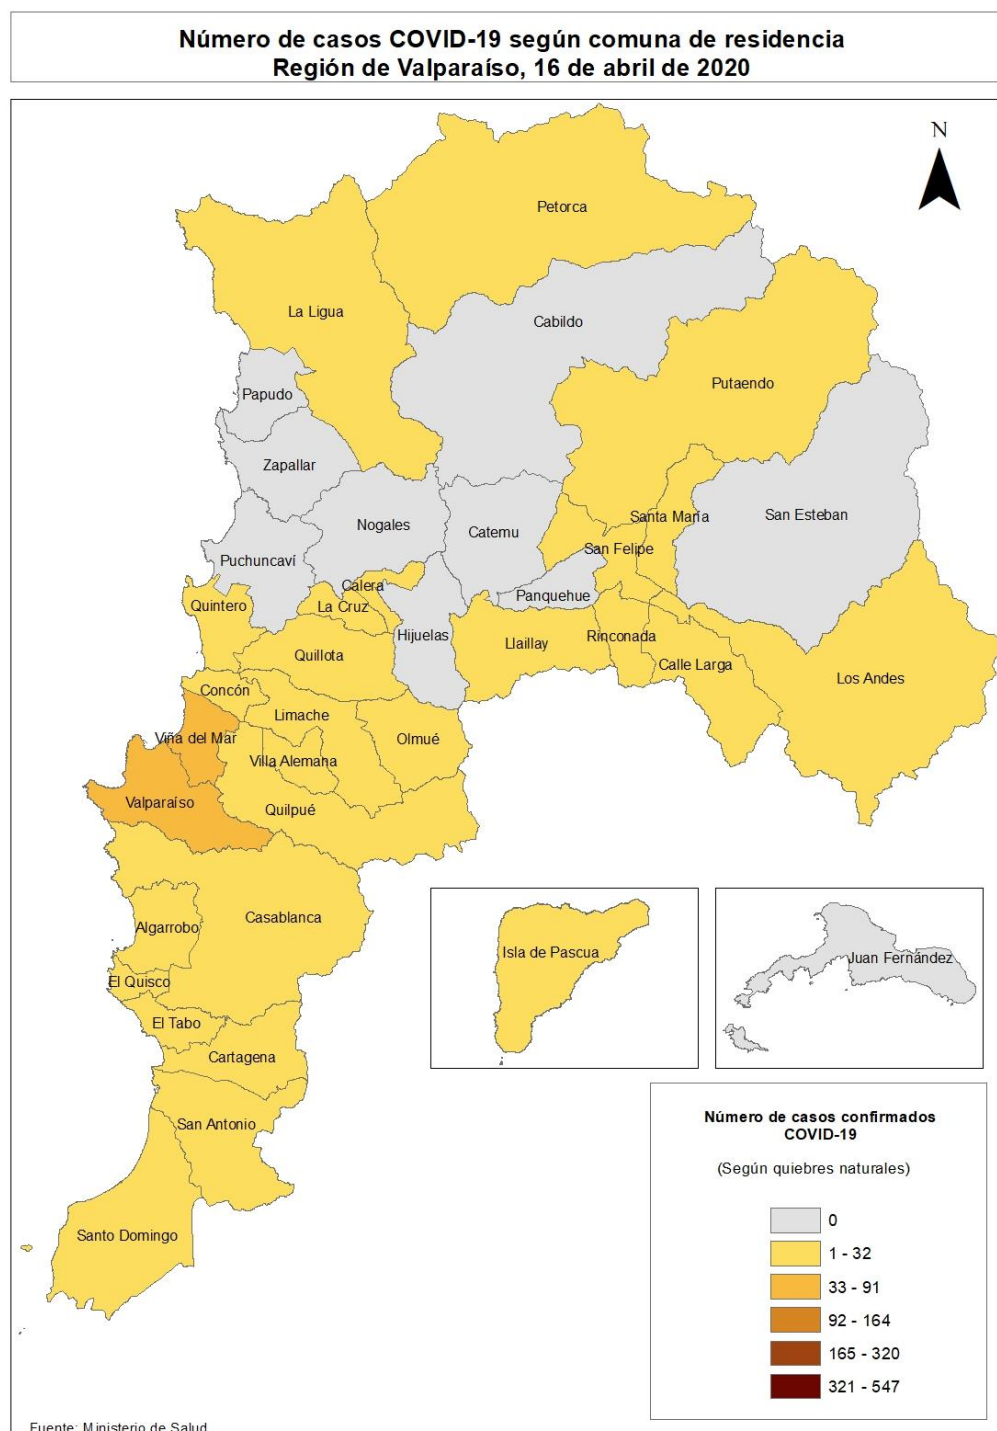 Número de casos COVID-19 según comuna de residencia
Región de Valparaíso, 16 de abril de 2020
N
Petorca
La Ligua
Cabildo
Putaendo
Papudo
Zapallar
San Esteban
Santa María
Nogales
Catemu
San Felipe
Puchuncaví
Calera
Panquehue
Quintero
La Cruz
Hijuelas
Llaillay
Rinconada
Quillota
Calle Larga
Los Andes
Concón
Limache
Olmué
Viña del Mar
Villa Alemana
Valparaíso
Quilpué
Casablanca
Algarrobo
Isla de Pascua
Juan Fernández
El Quisco
El Tabo
Cartagena
San Antonio
Santo Domingo
Número de casos confirmados
COVID-19
(Según quiebres naturales)
0
1 - 32
33 - 91
92 - 164
165 - 320
321 - 547
Fuente: Ministerio de Salud